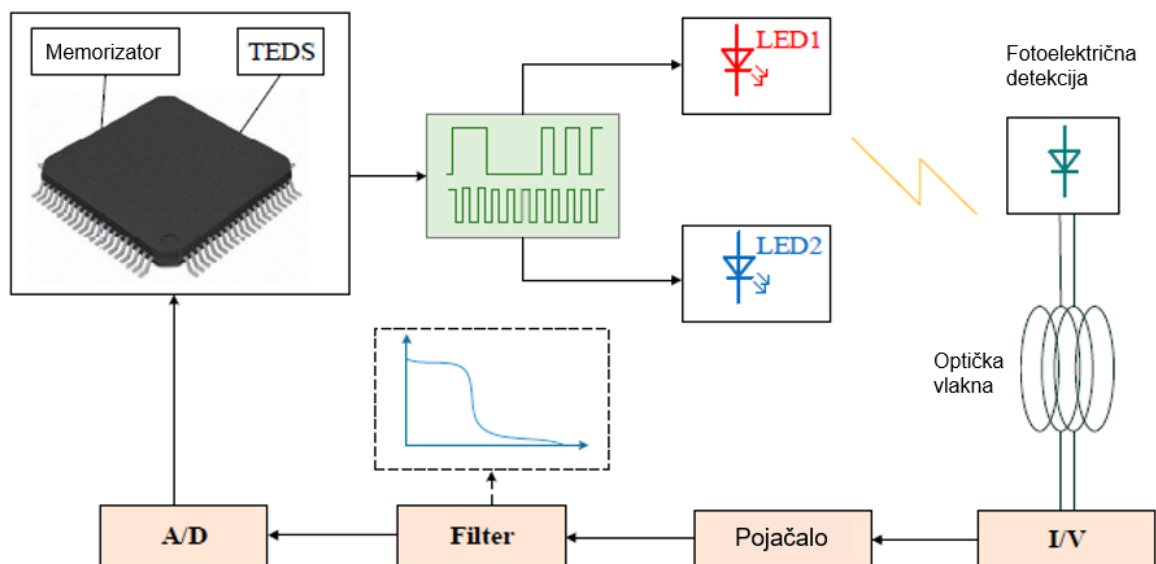 Memorizator
TEDS
LED1
Fotoelektrična
detekcija
LED2
Optička
vlakna
A/D
Filter
Pojačalo
I/V